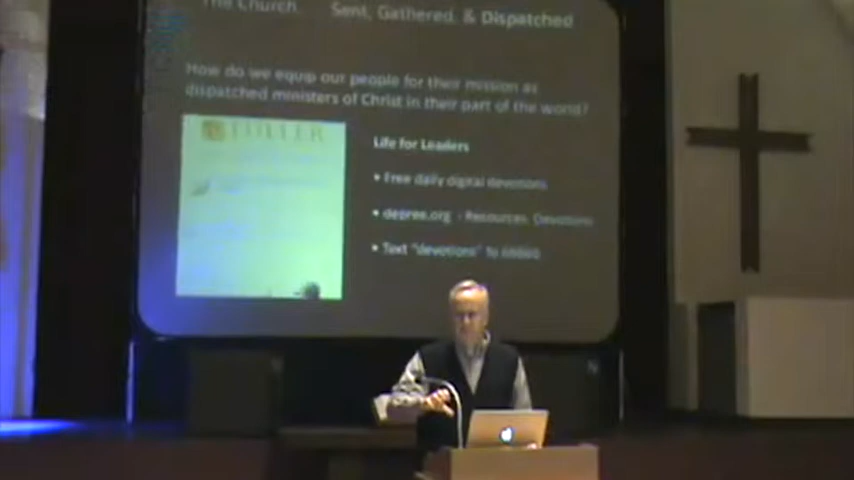 The Church Sent, Gathered, & Dispatched
How do we equip our people for their mission as
dispatched ministers of Christ in their part of the world?
FULLER
Life for Leaders
• Free daily digital devotions
• depree.org - Resources, Devotions
• Text "devotions" to